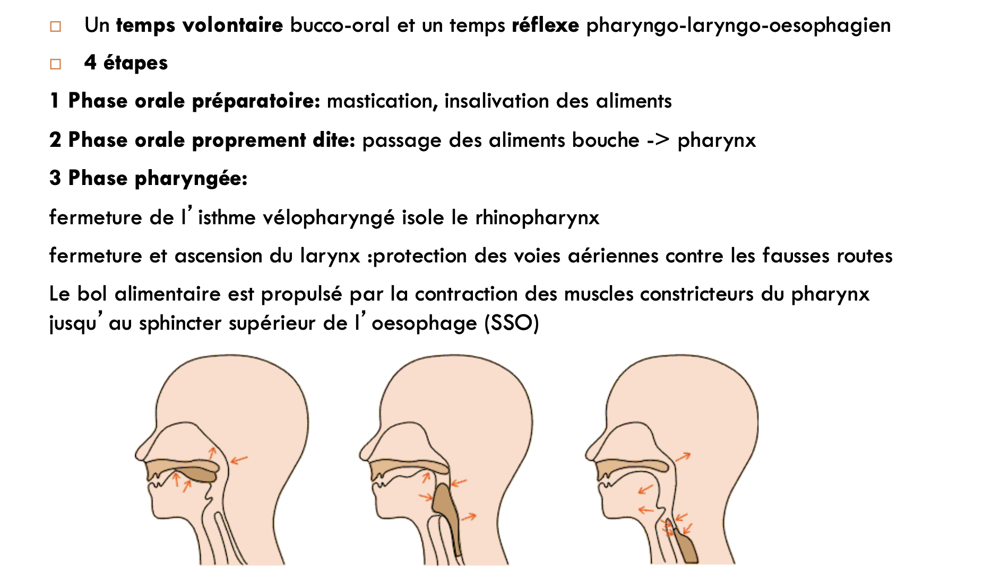 Un temps volontaire bucco-oral et un temps réflexe pharyngo-laryngo-oesophagien
4 étapes
1 Phase orale préparatoire: mastication, insalivation des aliments
2 Phase orale proprement dite: passage des aliments bouche -> pharynx
3 Phase pharyngée:
fermeture de l’isthme vélopharyngé isole le rhinopharynx
fermeture et ascension du larynx :protection des voies aériennes contre les fausses routes
Le bol alimentaire est propulsé par la contraction des muscles constricteurs du pharynx
jusqu’au sphincter supérieur de l’oesophage (SSO)